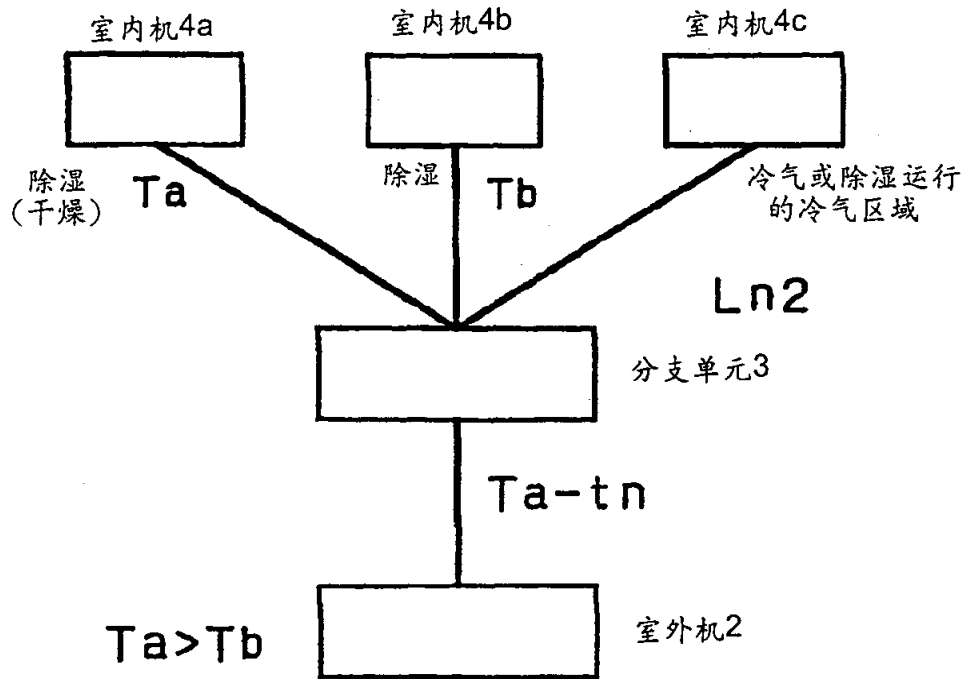 室内机4a
室内机4b
室内机4c
除湿
(干燥)
Ta
除湿
Tb
冷气或除湿运行
的冷气区域
Ln2
分支单元3
Ta-tn
Ta>Tb
室外机2